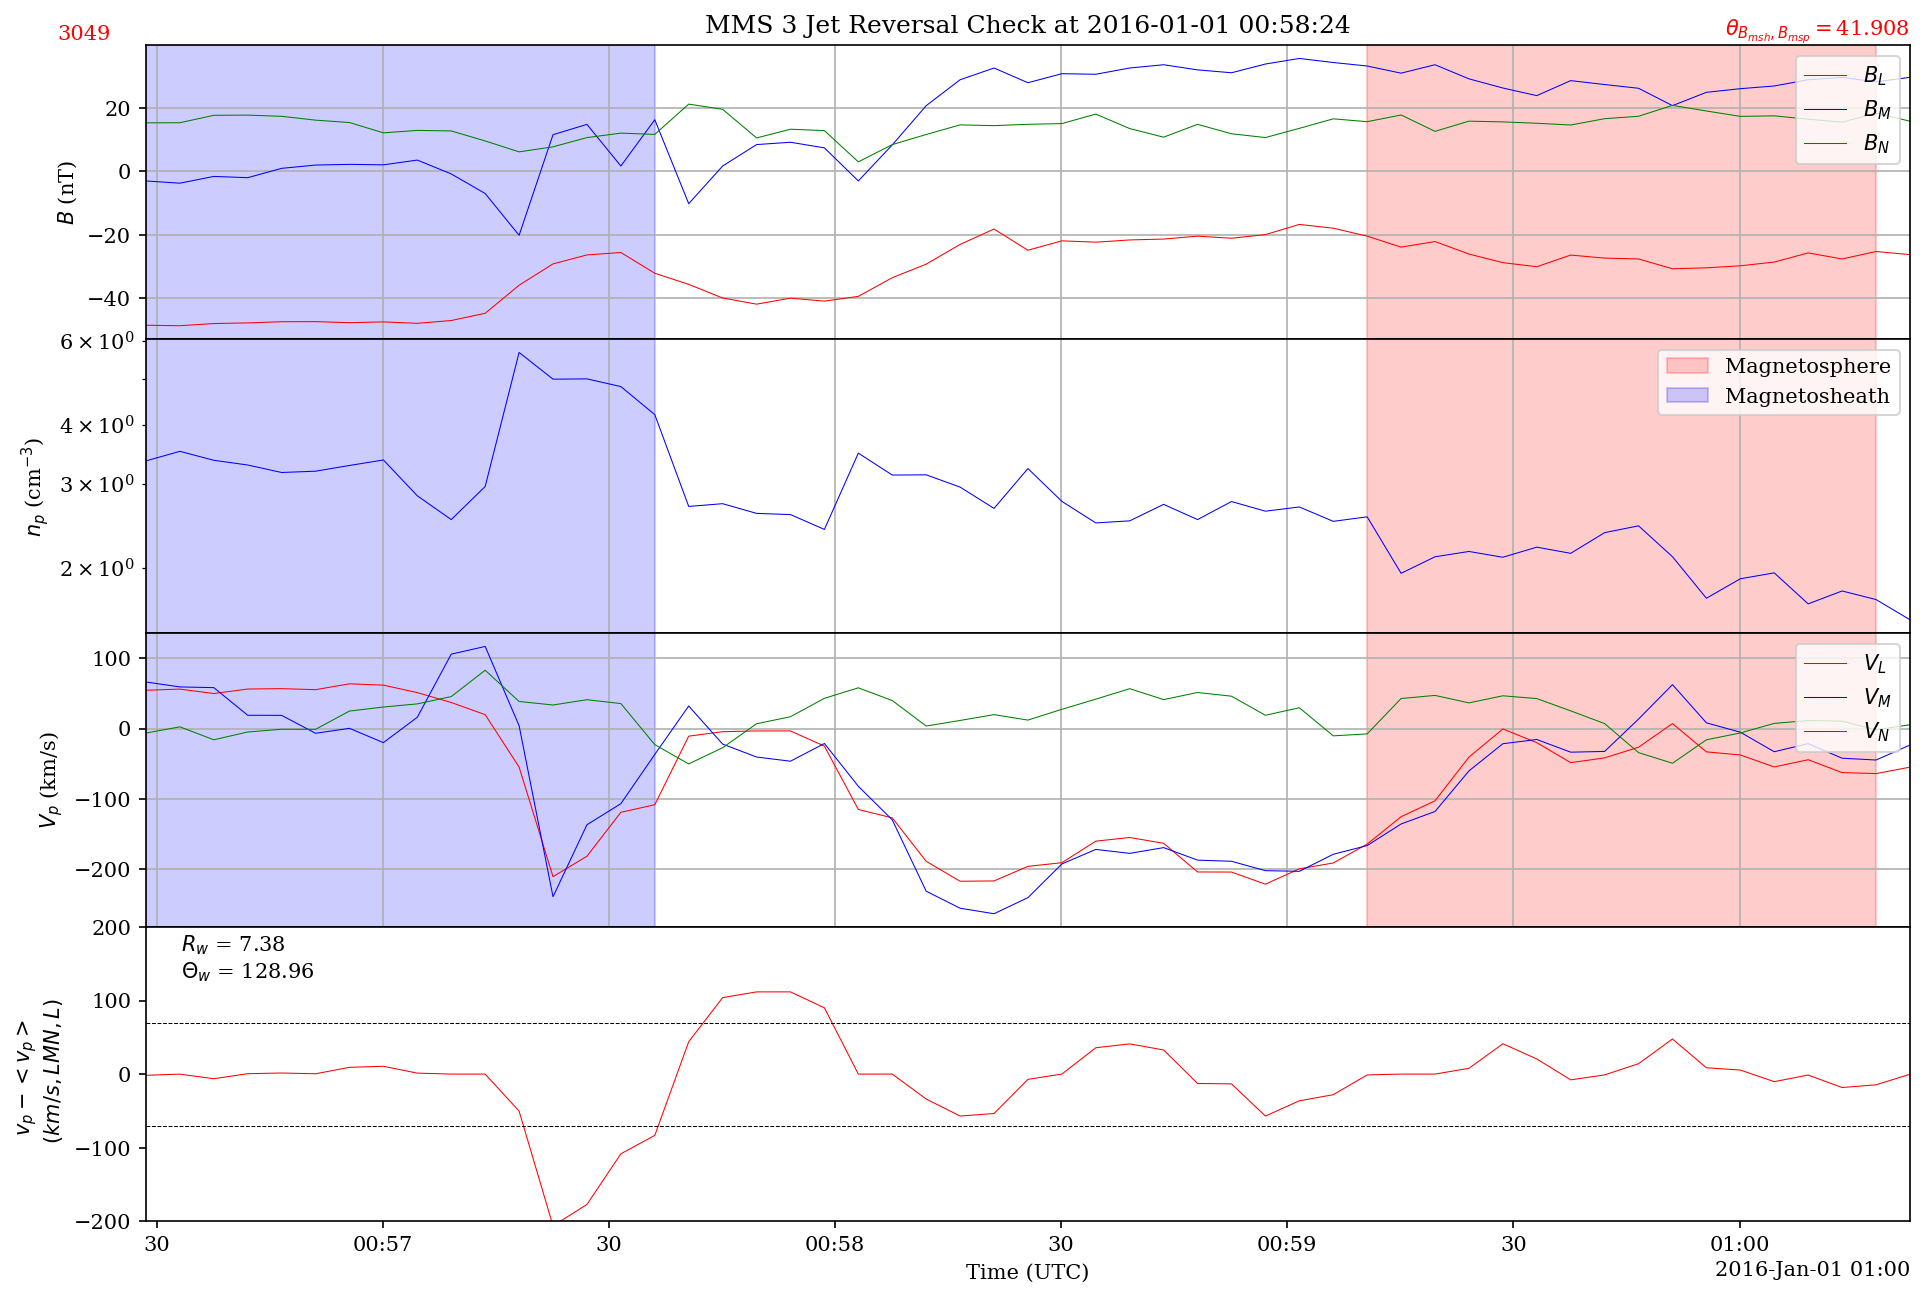 3049
MMS 3 Jet Reversal Check at 2016-01-01 00:58:24
θ_{B_{msh}, B_{msp}} = 41.908
B (nT)
20
0
−20
−40
B_L
B_M
B_N
n_p (cm^{−3})
6 × 10^0
4 × 10^0
3 × 10^0
2 × 10^0
Magnetosphere
Magnetosheath
V_p (km/s)
100
0
−100
−200
V_L
V_M
V_N
v_p − < v_p >
(km/s, LMN, L)
200
100
0
−100
−200
R_w = 7.38
Θ_w = 128.96
30 00:57 30 00:58 30 00:59 30 01:00
Time (UTC)
2016-Jan-01 01:00